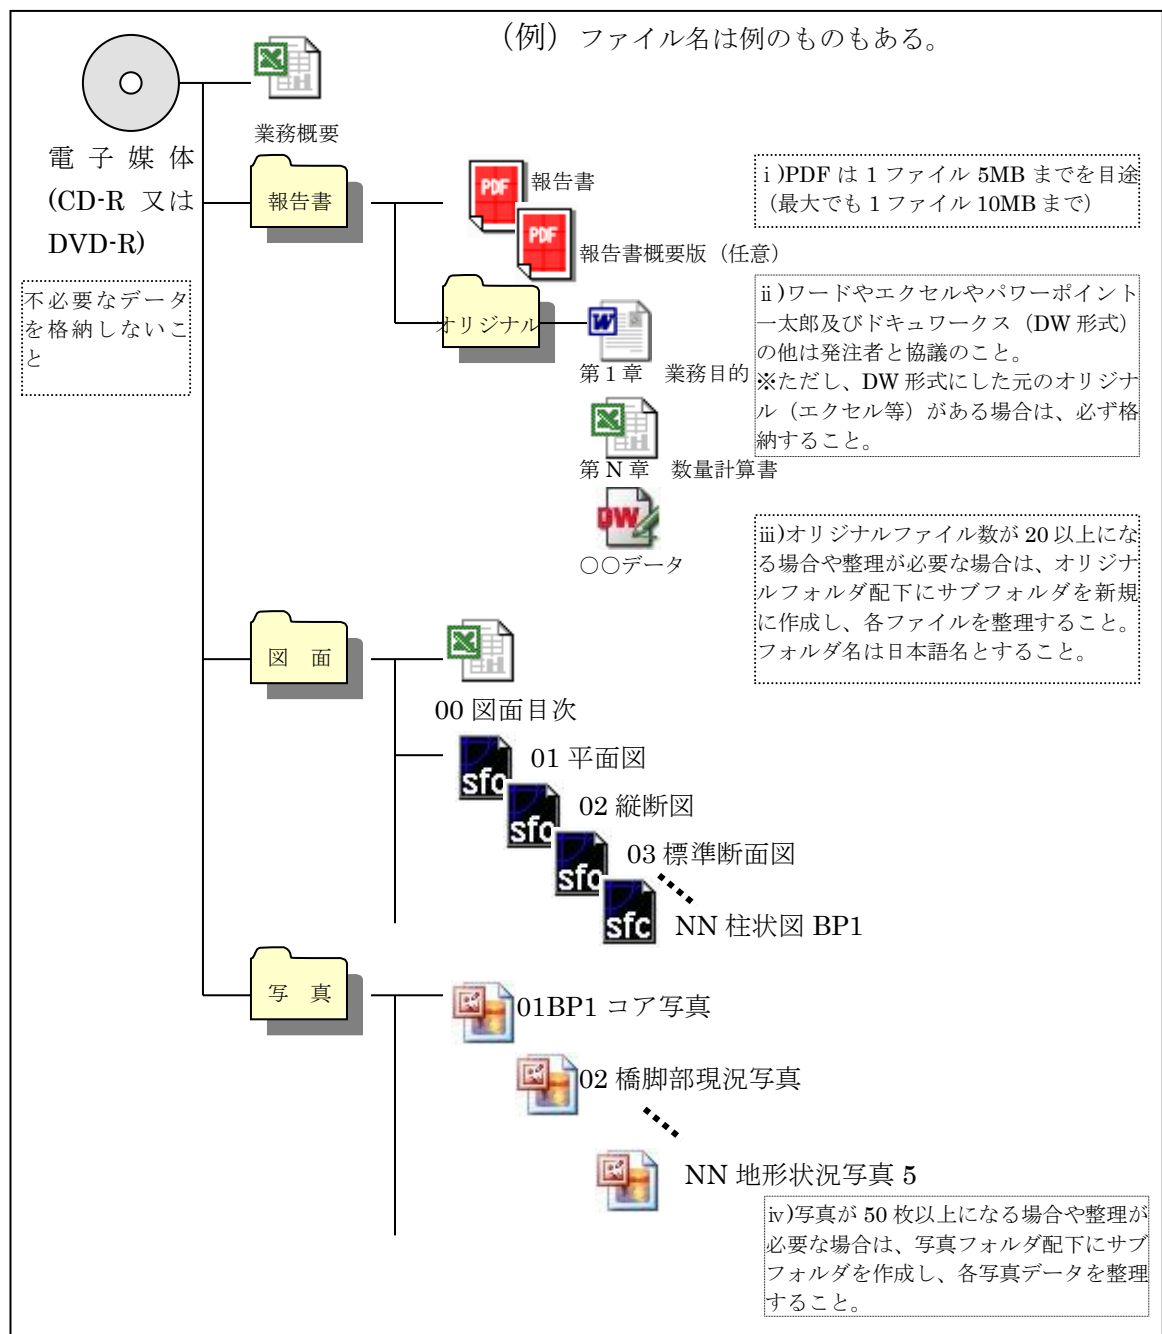 （例）ファイル名は例のものもある。
業務概要
電子媒体
(CD-R 又は
DVD-R)
不必要なデータ
を格納しないこ
と
報告書
PDF
報告書
PDF
報告書概要版（任意）
ⅰ)PDF は 1 ファイル 5MB までを目途
（最大でも 1 ファイル 10MB まで）
オリジナル
第 1 章　業務目的
第 N 章　数量計算書
DW
○○データ
ⅱ)ワードやエクセルやパワーポイント
一太郎及びドキュワークス（DW 形式）
の他は発注者と協議のこと。
※ただし、DW 形式にした元のオリジナ
ル（エクセル等）がある場合は、必ず格
納すること。
ⅲ)オリジナルファイル数が 20 以上にな
る場合や整理が必要な場合は、オリジナ
ルフォルダ配下にサブフォルダを新規
に作成し、各ファイルを整理すること。
フォルダ名は日本語名とすること。
図　面
00 図面目次
sfc
01 平面図
sfc
02 縦断図
sfc
03 標準断面図
sfc
NN 柱状図 BP1
写　真
01BP1 コア写真
02 橋脚部現況写真
NN 地形状況写真 5
ⅳ)写真が 50 枚以上になる場合や整理が
必要な場合は、写真フォルダ配下にサブ
フォルダを作成し、各写真データを整理
すること。